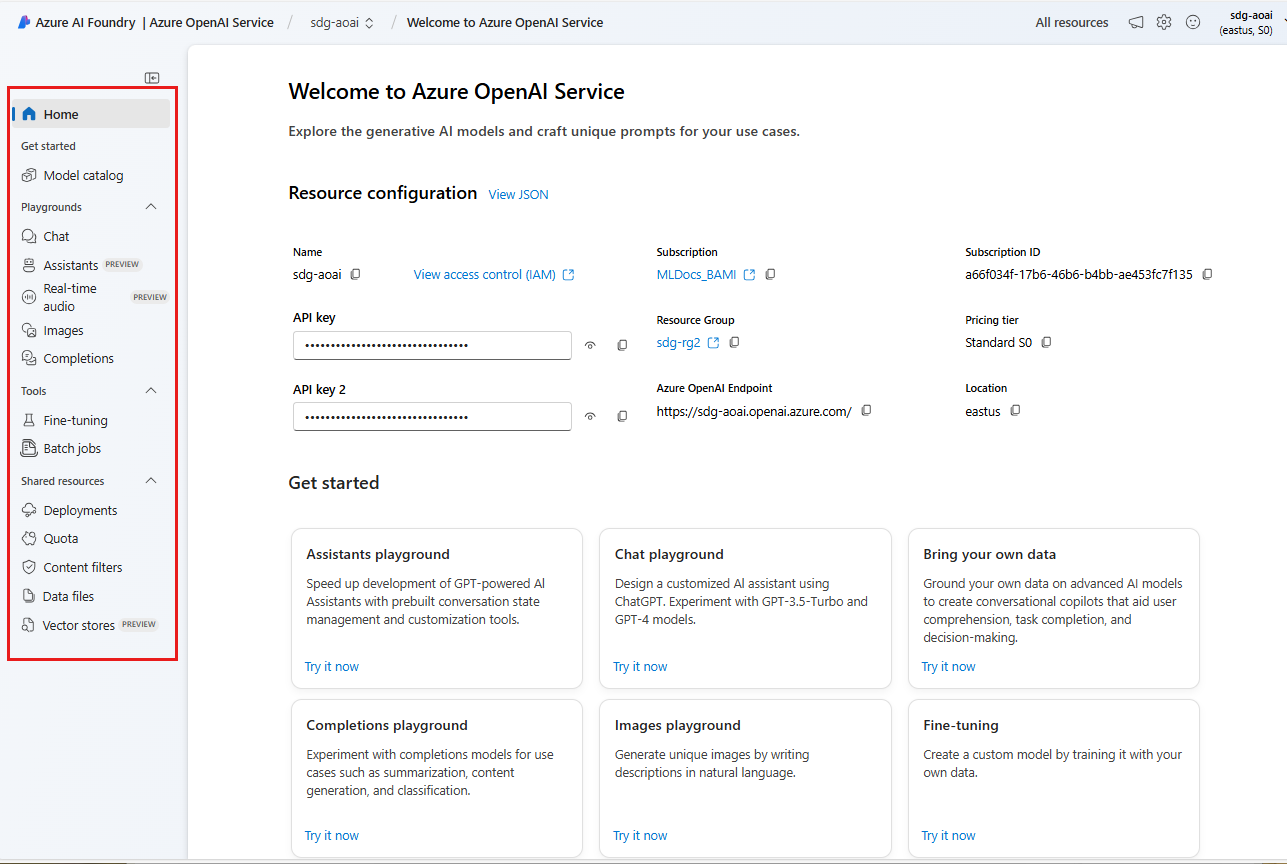 Azure AI Foundry | Azure OpenAI Service / sdg-aoai / Welcome to Azure OpenAI Service
All resources
sdg-aoai
(eastus, S0)
Home
Get started
Model catalog
Playgrounds
Chat
Assistants PREVIEW
Real-time
audio
PREVIEW
Images
Completions
Tools
Fine-tuning
Batch jobs
Shared resources
Deployments
Quota
Content filters
Data files
Vector stores PREVIEW
Welcome to Azure OpenAI Service
Explore the generative AI models and craft unique prompts for your use cases.
Resource configuration View JSON
Name
sdg-aoai
View access control (IAM)
API key
••••••••••••••••••••••••••••••••
API key 2
••••••••••••••••••••••••••••••••
Subscription
MLDocs_BAMI
Resource Group
sdg-rg2
Azure OpenAI Endpoint
https://sdg-aoai.openai.azure.com/
Subscription ID
a66f034f-17b6-46b6-b4bb-ae453fc7f135
Pricing tier
Standard S0
Location
eastus
Get started
Assistants playground
Speed up development of GPT-powered AI
Assistants with prebuilt conversation state
management and customization tools.
Try it now
Chat playground
Design a customized AI assistant using
ChatGPT. Experiment with GPT-3.5-Turbo and
GPT-4 models.
Try it now
Bring your own data
Ground your own data on advanced AI models
to create conversational copilots that aid user
comprehension, task completion, and
decision-making.
Try it now
Completions playground
Experiment with completions models for use
cases such as summarization, content
generation, and classification.
Try it now
Images playground
Generate unique images by writing
descriptions in natural language.
Try it now
Fine-tuning
Create a custom model by training it with your
own data.
Try it now